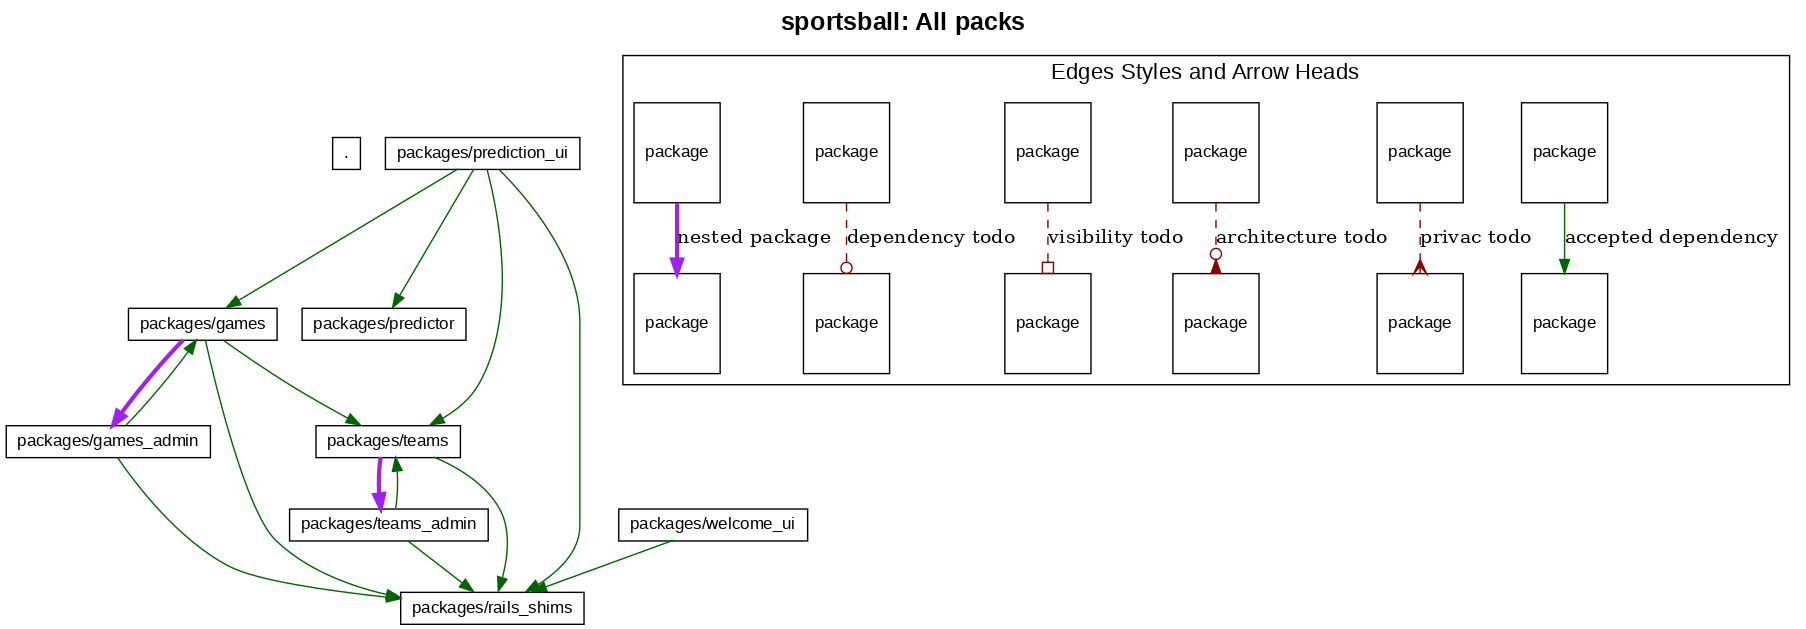 sportsball: All packs
Edges Styles and Arrow Heads
package
package
package
package
package
package
nested package
dependency todo
visibility todo
architecture todo
privac todo
accepted dependency
package
package
package
package
package
package
.
packages/prediction_ui
packages/games
packages/predictor
packages/games_admin
packages/teams
packages/teams_admin
packages/welcome_ui
packages/rails_shims